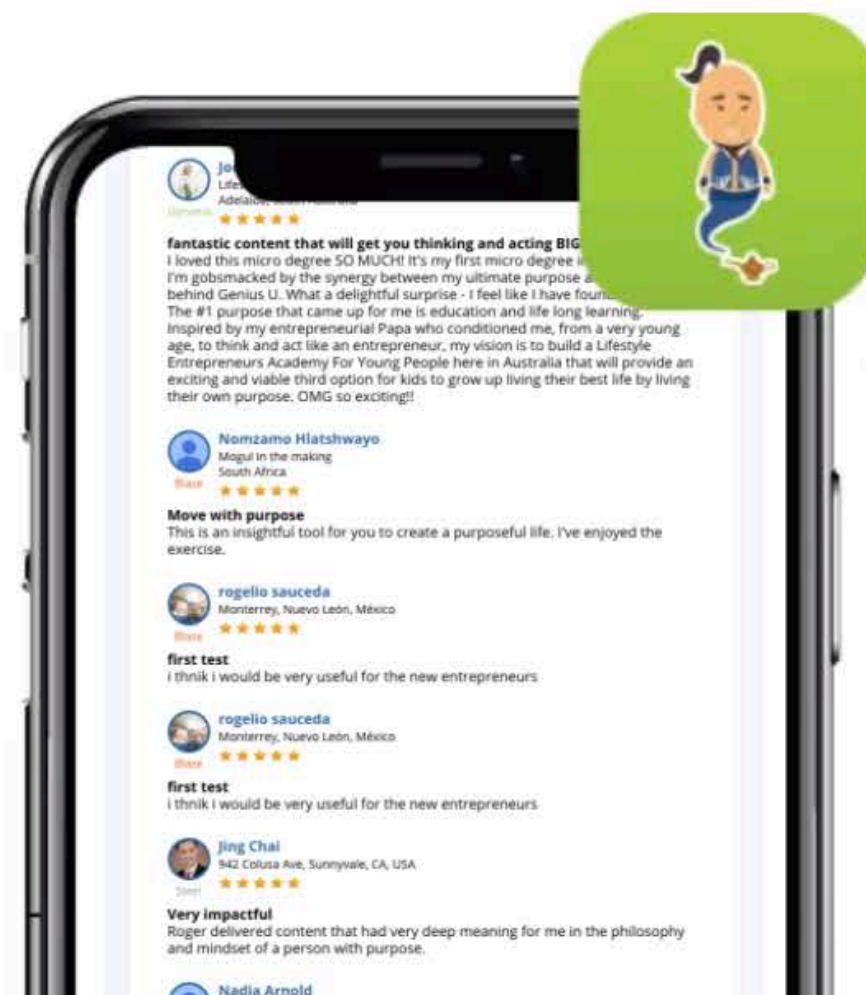 Adelaide, South Australia
fantastic content that will get you thinking and acting BIG
I loved this micro degree SO MUCH! It's my first micro degree
I'm gobsmacked by the synergy between my ultimate purpose
behind Genius U. What a delightful surprise - I feel like I have
The #1 purpose that came up for me is education and life long learning.
Inspired by my entrepreneurial Papa who conditioned me, from a very young
age, to think and act like an entrepreneur, my vision is to build a Lifestyle
Entrepreneurs Academy For Young People here in Australia that will provide an
exciting and viable third option for kids to grow up living their best life by living
their own purpose. OMG so exciting!!
Nomzamo Hlatshwayo
Mogul in the making
South Africa
Blaze
Move with purpose
This is an insightful tool for you to create a purposeful life. I've enjoyed the
exercise.
rogelio sauceda
Monterrey, Nuevo León, México
Blaze
first test
i thnik i would be very useful for the new entrepreneurs
rogelio sauceda
Monterrey, Nuevo León, México
Blaze
first test
i thnik i would be very useful for the new entrepreneurs
Jing Chai
942 Colusa Ave, Sunnyvale, CA, USA
Steel
Very impactful
Roger delivered content that had very deep meaning for me in the philosophy
and mindset of a person with purpose.
Nadia Arnold